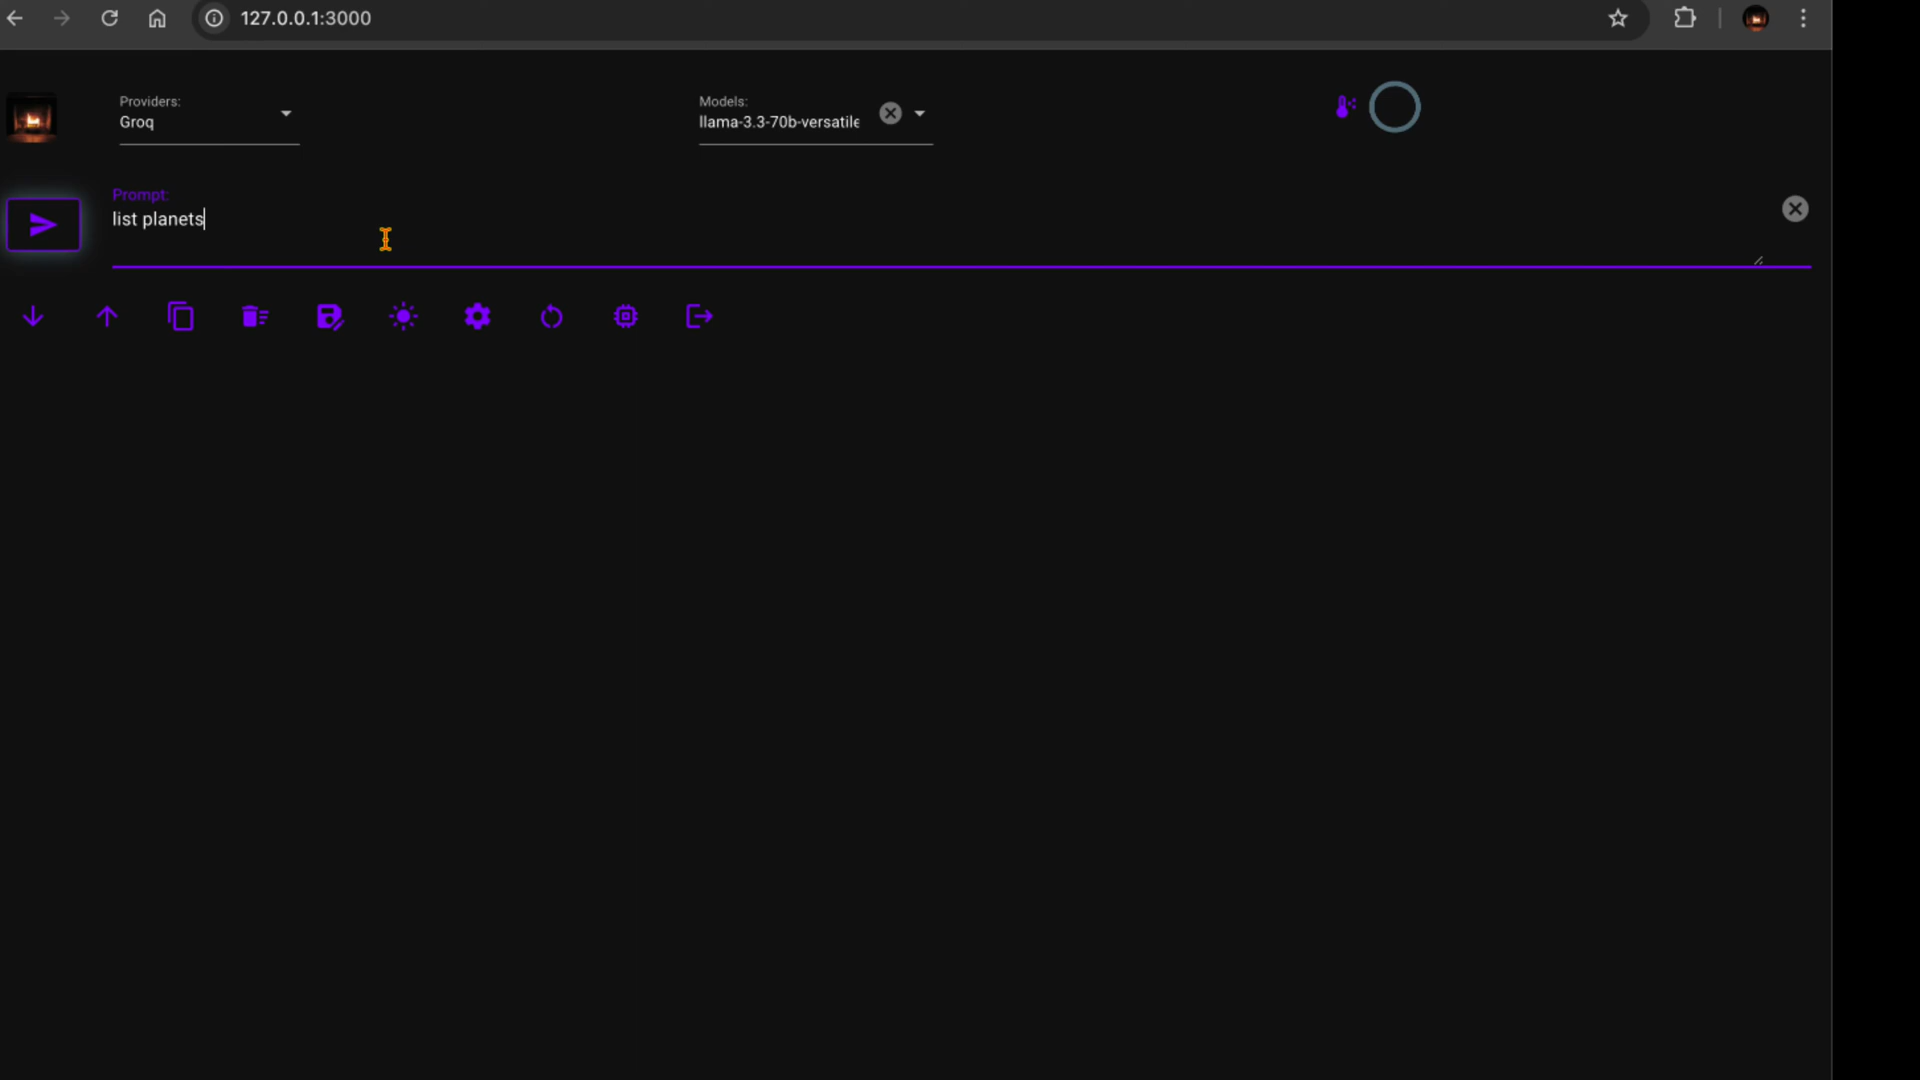 127.0.0.1:3000
Providers:
Groq
Models:
llama-3.3-70b-versatile
Prompt:
list planets